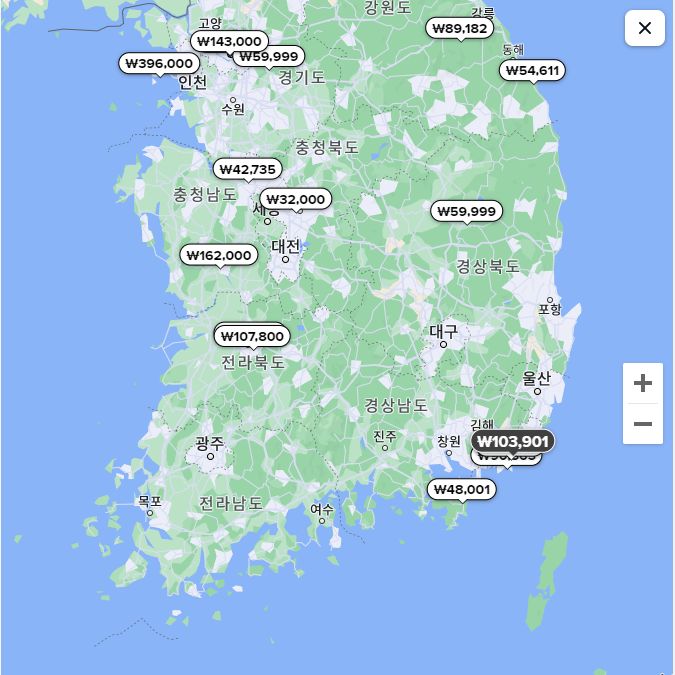 강원도
강릉
고양
₩89,182
₩143,000
₩59,999
동해
₩396,000
₩54,611
경기도
인천
수원
충청북도
₩42,735
충청남도
₩32,000
₩59,999
대전
₩162,000
경상북도
포항
₩107,800
대구
전라북도
울산
경상남도
김해
진주
창원
₩103,901
광주
₩48,001
목포
전라남도
여수